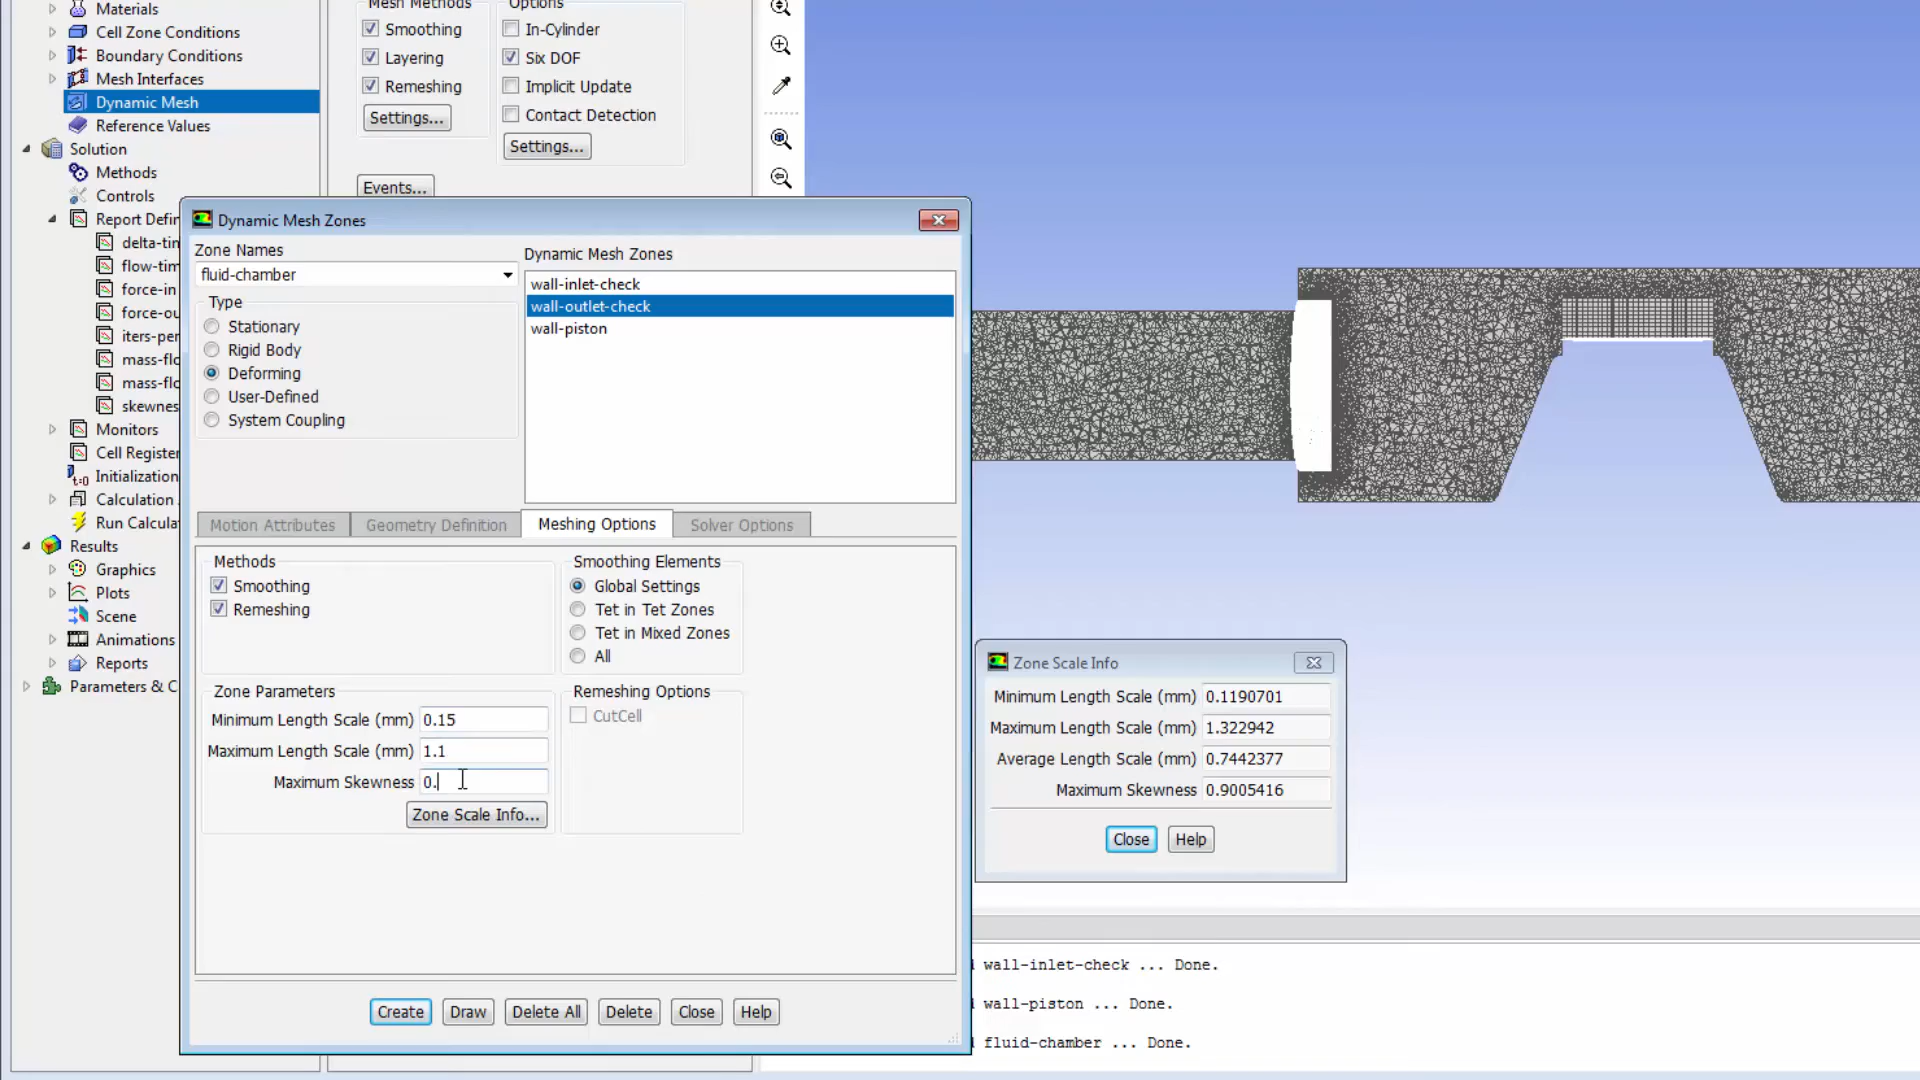 Materials
Cell Zone Conditions
Boundary Conditions
Mesh Interfaces
Dynamic Mesh
Reference Values
Solution
Methods
Controls
Report Defin
delta-tin
flow-tim
force-in
force-ou
iters-per
mass-flo
mass-flo
skewnes
Monitors
Cell Register
Initialization
Calculation
Run Calcula
Results
Graphics
Plots
Scene
Animations
Reports
Parameters & C
Mesh Methods
Smoothing
Layering
Remeshing
Settings...
Options
In-Cylinder
Six DOF
Implicit Update
Contact Detection
Settings...
Events...
Dynamic Mesh Zones
Zone Names
fluid-chamber
Type
Stationary
Rigid Body
Deforming
User-Defined
System Coupling
Dynamic Mesh Zones
wall-inlet-check
wall-outlet-check
wall-piston
Motion Attributes
Geometry Definition
Meshing Options
Solver Options
Methods
Smoothing
Remeshing
Smoothing Elements
Global Settings
Tet in Tet Zones
Tet in Mixed Zones
All
Zone Parameters
Minimum Length Scale (mm) 0.15
Maximum Length Scale (mm) 1.1
Maximum Skewness 0.
Zone Scale Info...
Remeshing Options
CutCell
Create
Draw
Delete All
Delete
Close
Help
Zone Scale Info
Minimum Length Scale (mm) 0.1190701
Maximum Length Scale (mm) 1.322942
Average Length Scale (mm) 0.7442377
Maximum Skewness 0.9005416
Close
Help
wall-inlet-check ... Done.
wall-piston ... Done.
fluid-chamber ... Done.